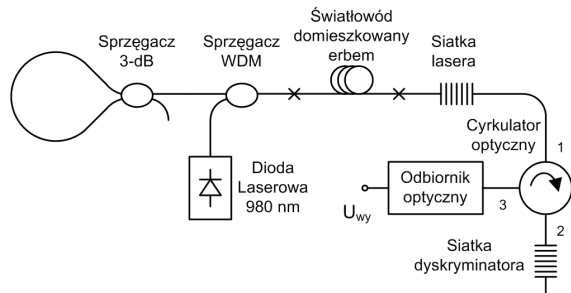 Sprzęgacz
3-dB
Sprzęgacz
WDM
Światłowód
domieszkowany
erbem
Siatka
lasera
Dioda
Laserowa
980 nm
Cyrkulator
optyczny
1
Odbiornik
optyczny
3
2
Uwy
Siatka
dyskryminatora